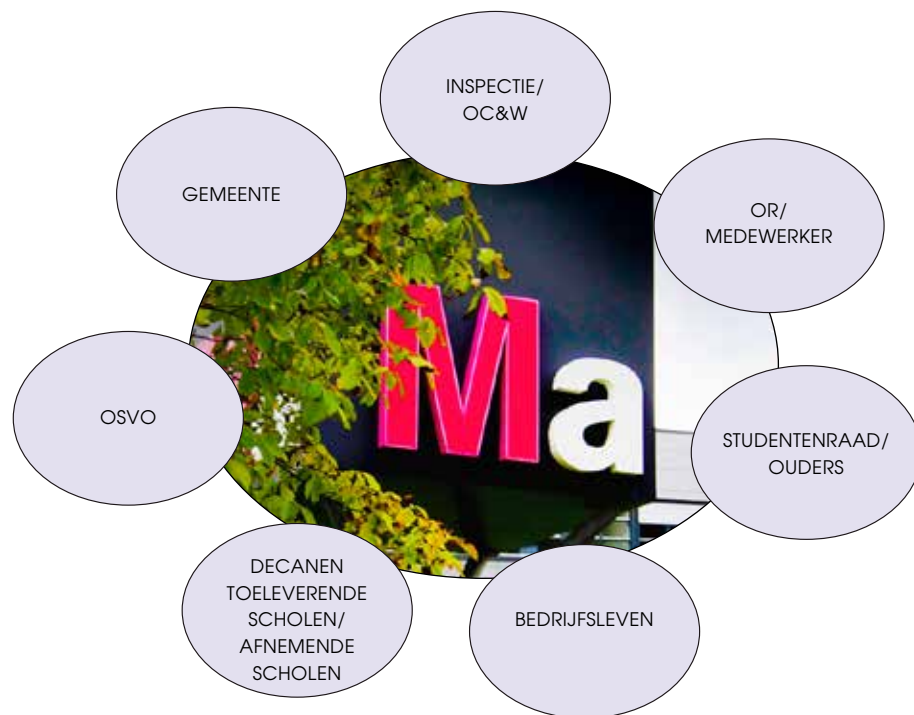 INSPECTIE/
OC&W
GEMEENTE
OR/
MEDEWERKER
Ma
OSVO
STUDENTENRAAD/
OUDERS
DECANEN
TOELEVERENDE
SCHOLEN/
AFNEMENDE
SCHOLEN
BEDRIJFSLEVEN